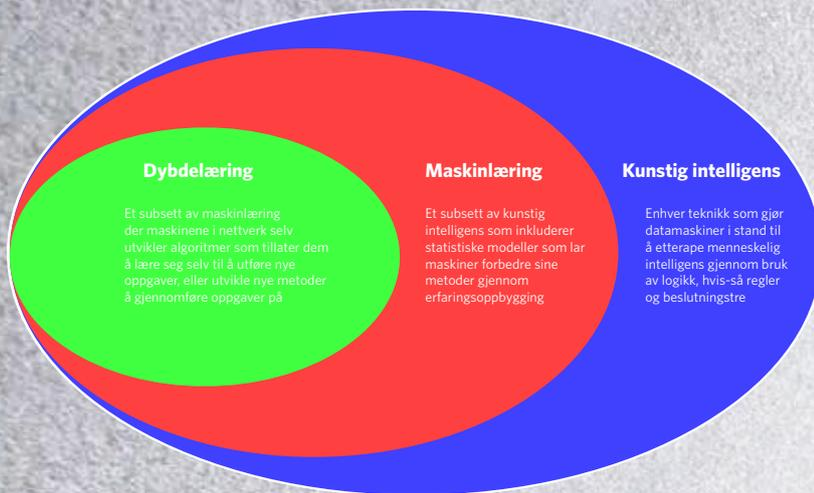 Dybdelæring
Et subsett av maskinlæring
der maskinene i nettverk selv
utvikler algoritmer som tillater dem
å lære seg selv til å utføre nye
oppgaver, eller utvikle nye metoder
å gjennomføre oppgaver på
Maskinlæring
Et subsett av kunstig
intelligens som inkluderer
statistiske modeller som lar
maskiner forbedre sine
metoder gjennom
erfaringsoppbygging
Kunstig intelligens
Enhver teknikk som gjør
datamaskiner i stand til
å etterape menneskelig
intelligens gjennom bruk
av logikk, hvis-så regler
og beslutningstre